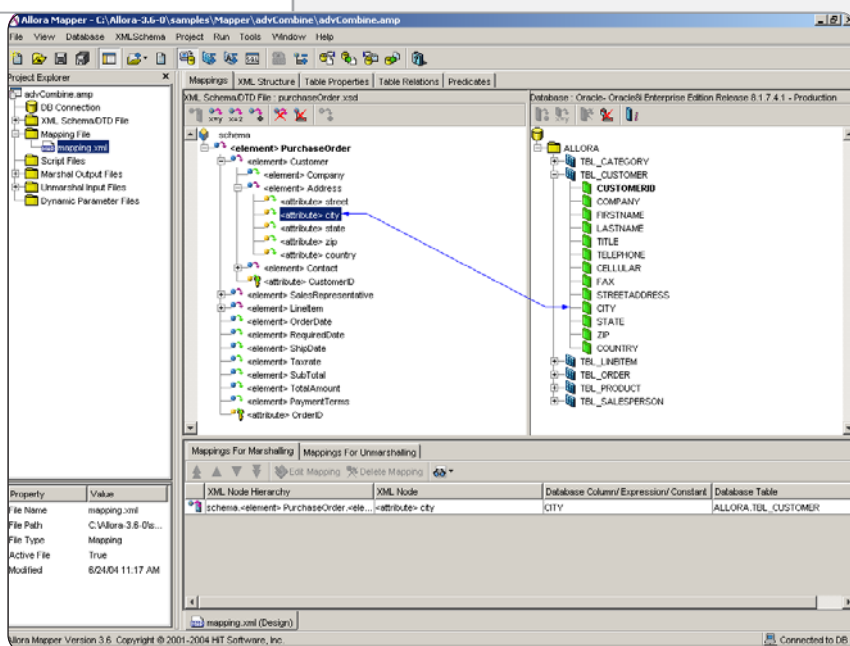 Allora Mapper - C:\Allora-3.6-0\samples\Mapper\advCombine\advCombine.amp
File View Database XMLSchema Project Run Tools Window Help
Project Explorer
advCombine.amp
DB Connection
XML Schema/DTD File
Mapping File
mapping.xml
Script Files
Marshal Output Files
Unmarshal Input Files
Dynamic Parameter Files
Mappings XML Structure Table Properties Table Relations Predicates
XML Schema/DTD File : purchaseOrder.xsd
schema
<element> PurchaseOrder
<element> Customer
<element> Company
<element> Address
<attribute> street
<attribute> city
<attribute> state
<attribute> zip
<attribute> country
<element> Contact
<attribute> CustomerID
<element> SalesRepresentative
<element> LineItem
<element> OrderDate
<element> RequiredDate
<element> ShipDate
<element> Taxrate
<element> SubTotal
<element> TotalAmount
<element> PaymentTerms
<attribute> OrderID
Database : Oracle- Oracle8i Enterprise Edition Release 8.1.7.4.1 - Production
ALLORA
TBL_CATEGORY
TBL_CUSTOMER
CUSTOMERID
COMPANY
FIRSTNAME
LASTNAME
TITLE
TELEPHONE
CELLULAR
FAX
STREETADDRESS
CITY
STATE
ZIP
COUNTRY
TBL_LINEITEM
TBL_ORDER
TBL_PRODUCT
TBL_SALESPERSON
Mappings For Marshalling Mappings For Unmarshalling
Edit Mapping Delete Mapping
XML Node Hierarchy XML Node Database Column/ Expression/ Constant Database Table
schema.<element> PurchaseOrder.<ele... <attribute> city CITY ALLORA.TBL_CUSTOMER
Property Value
File Name mapping.xml
File Path C:\Allora-3.6-0\s...
File Type Mapping
Active File True
Modified 6/24/04 11:17 AM
mapping.xml (Design)
Allora Mapper Version 3.6 Copyright © 2001-2004 HiT Software, Inc.
Connected to DB